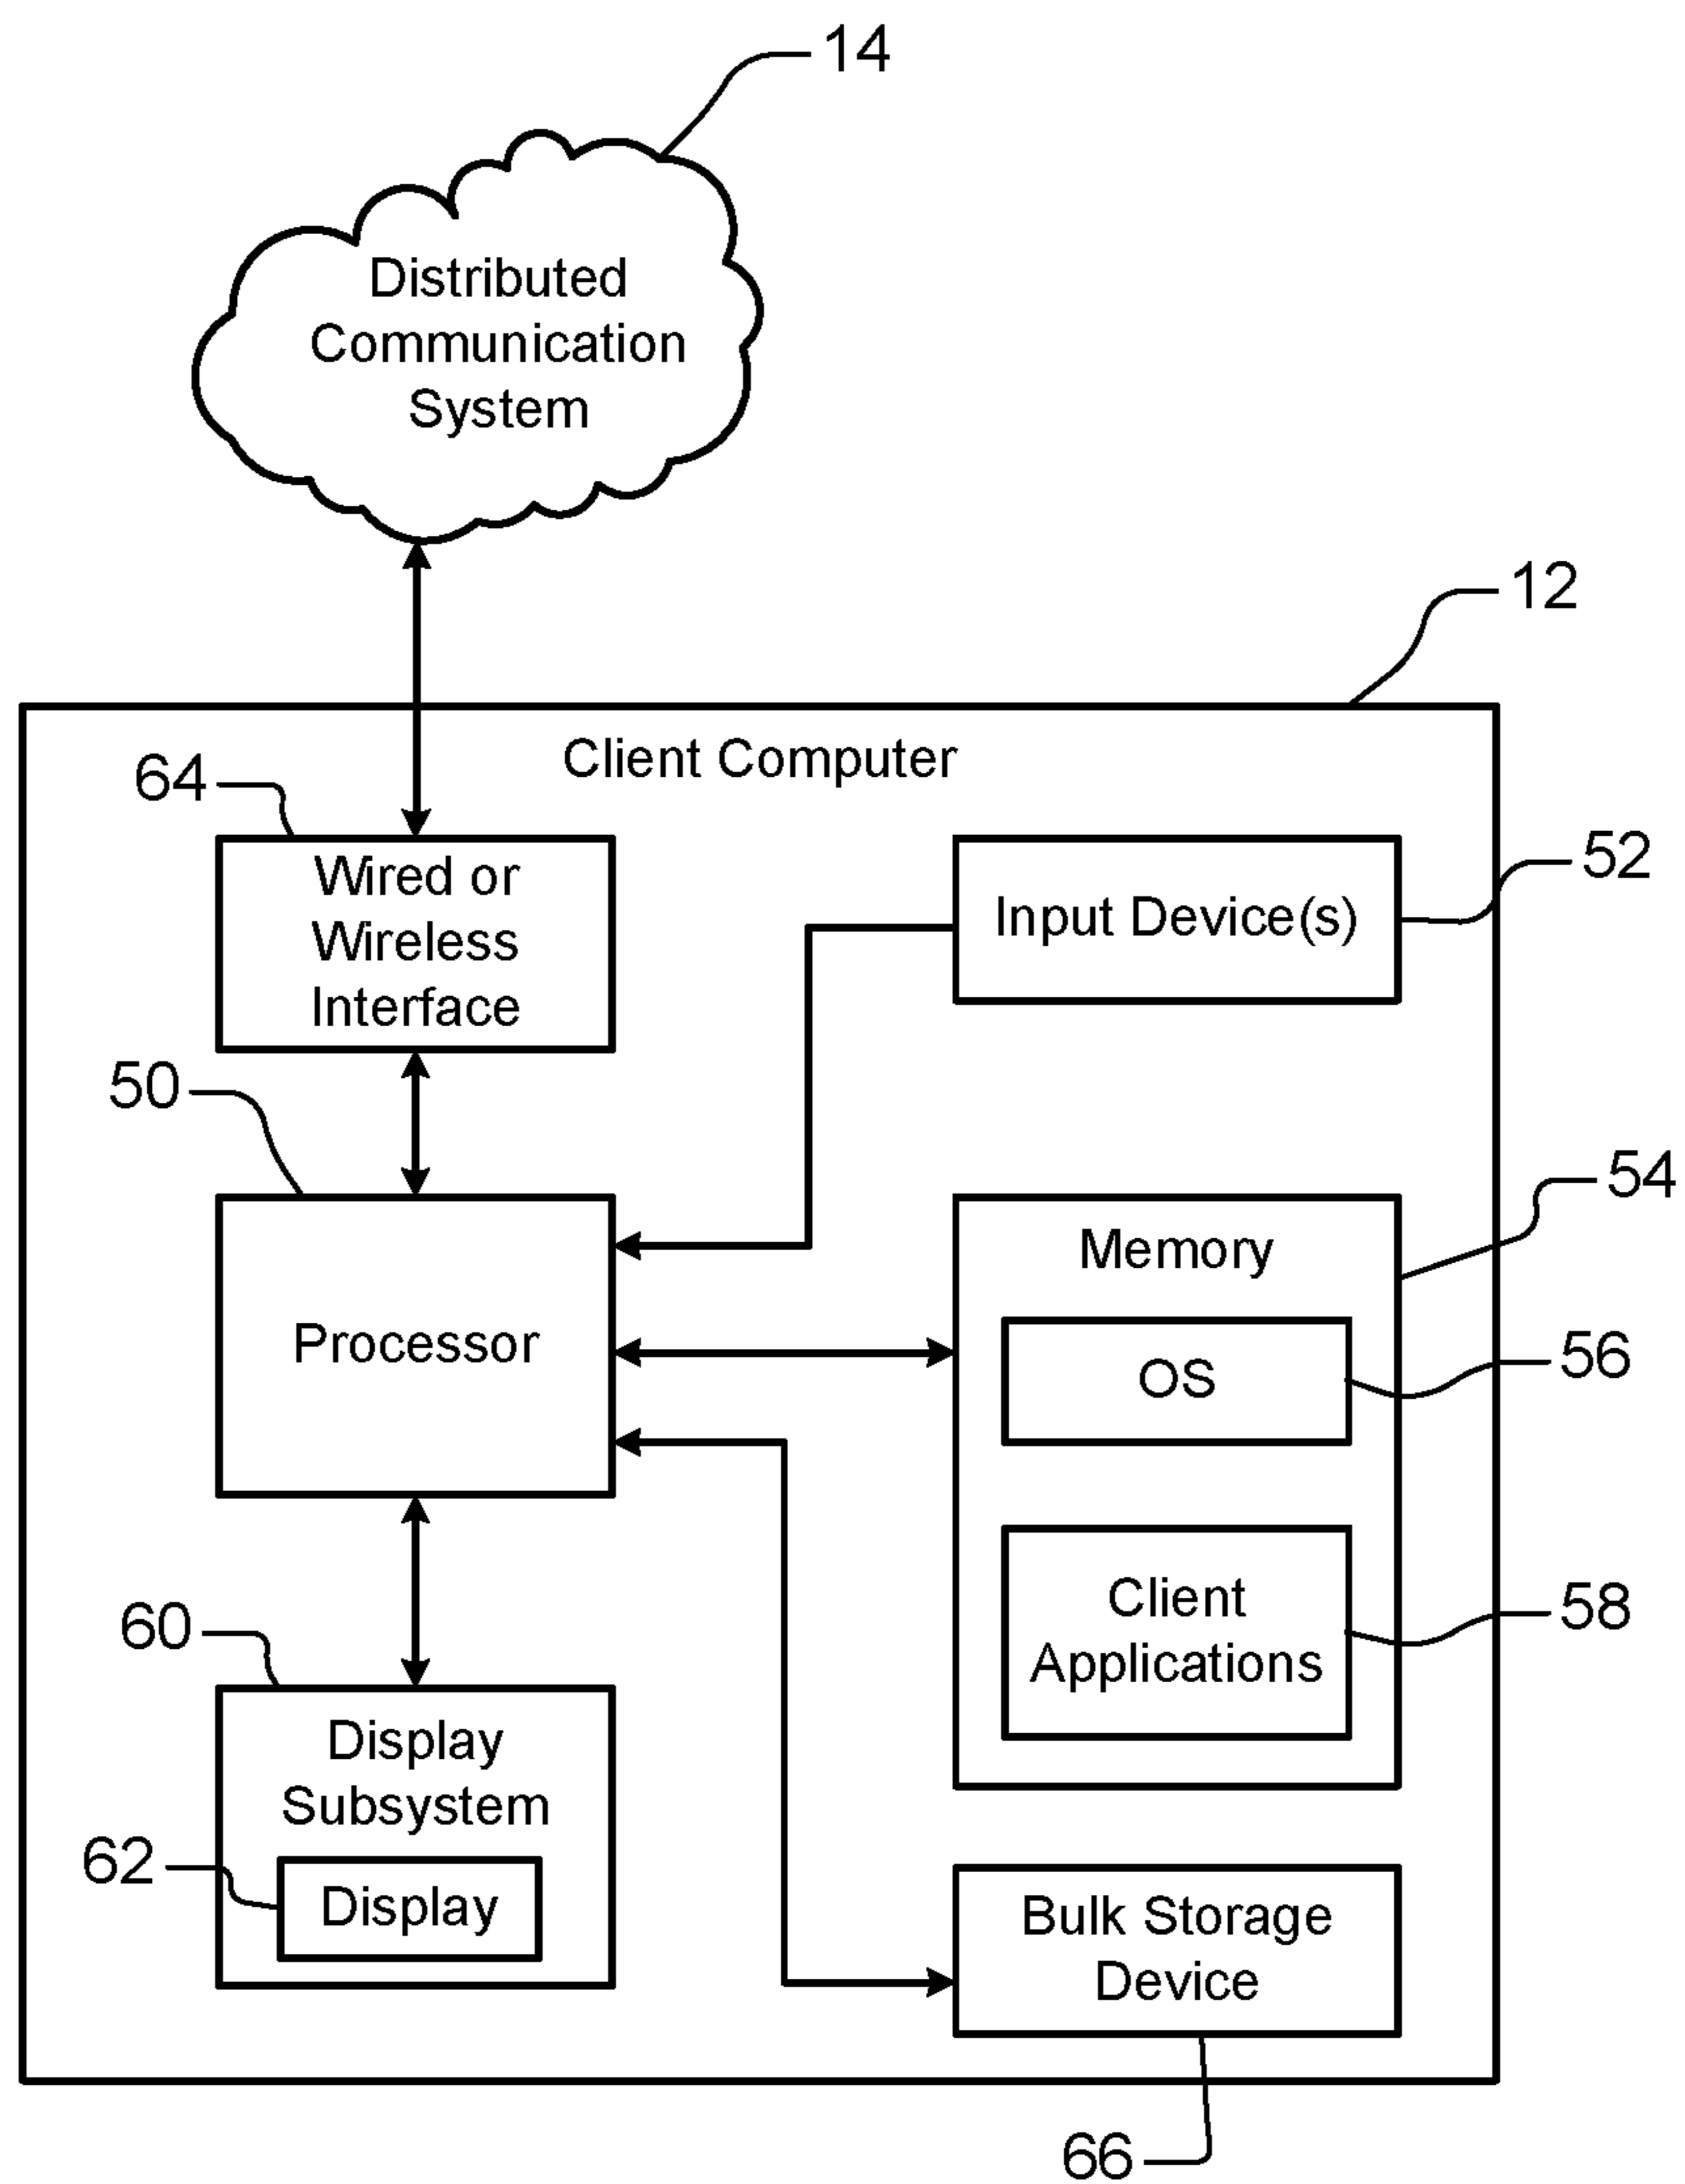 14
Distributed
Communication
System
12
Client Computer
64
Wired or
Wireless
Interface
Input Device(s)
52
50
Processor
Memory
54
OS
56
Client
Applications
58
60
Display
Subsystem
62
Display
Bulk Storage
Device
66